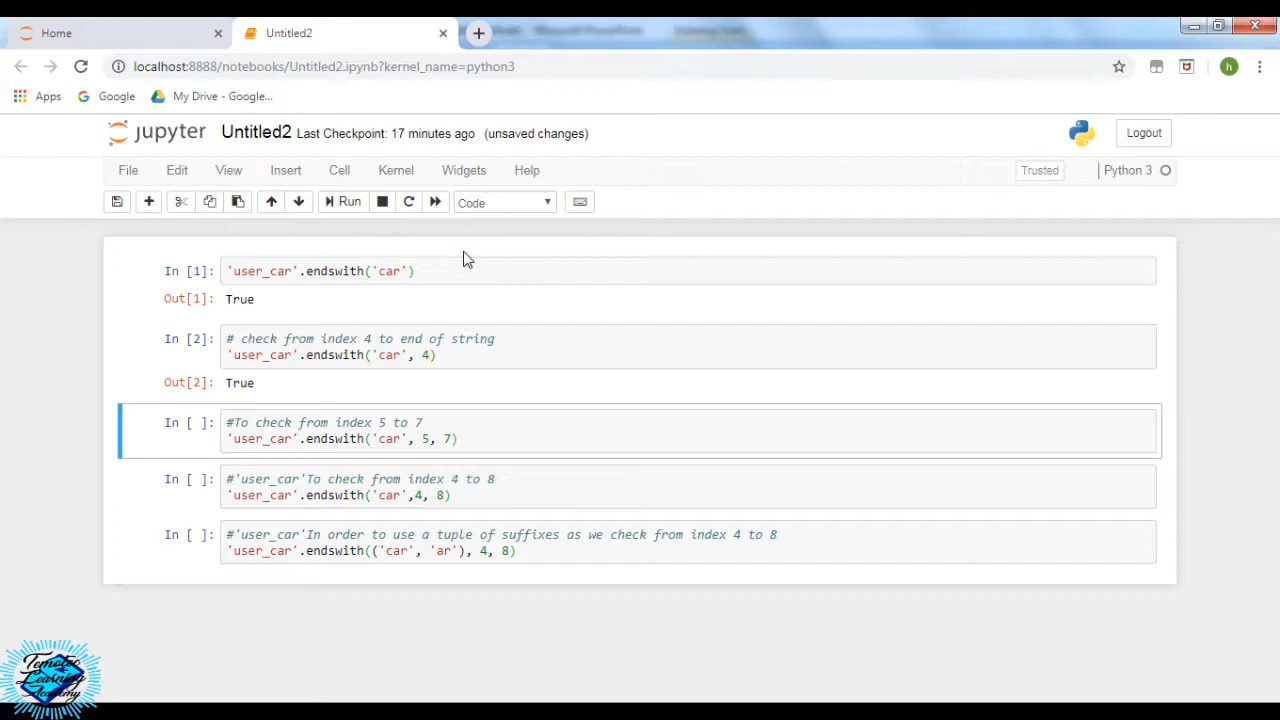 Home
Untitled2
localhost:8888/notebooks/Untitled2.ipynb?kernel_name=python3
h
Apps
Google
My Drive - Google...
jupyter Untitled2 Last Checkpoint: 17 minutes ago (unsaved changes)
Logout
File Edit View Insert Cell Kernel Widgets Help
Trusted
Python 3
Run
Code
In [1]: 'user_car'.endswith('car')
Out[1]: True
In [2]: # check from index 4 to end of string
'user_car'.endswith('car', 4)
Out[2]: True
In [ ]: #To check from index 5 to 7
'user_car'.endswith('car', 5, 7)
In [ ]: #'user_car'To check from index 4 to 8
'user_car'.endswith('car',4, 8)
In [ ]: #'user_car'In order to use a tuple of suffixes as we check from index 4 to 8
'user_car'.endswith(('car', 'ar'), 4, 8)
Temotec
Learning
Academy